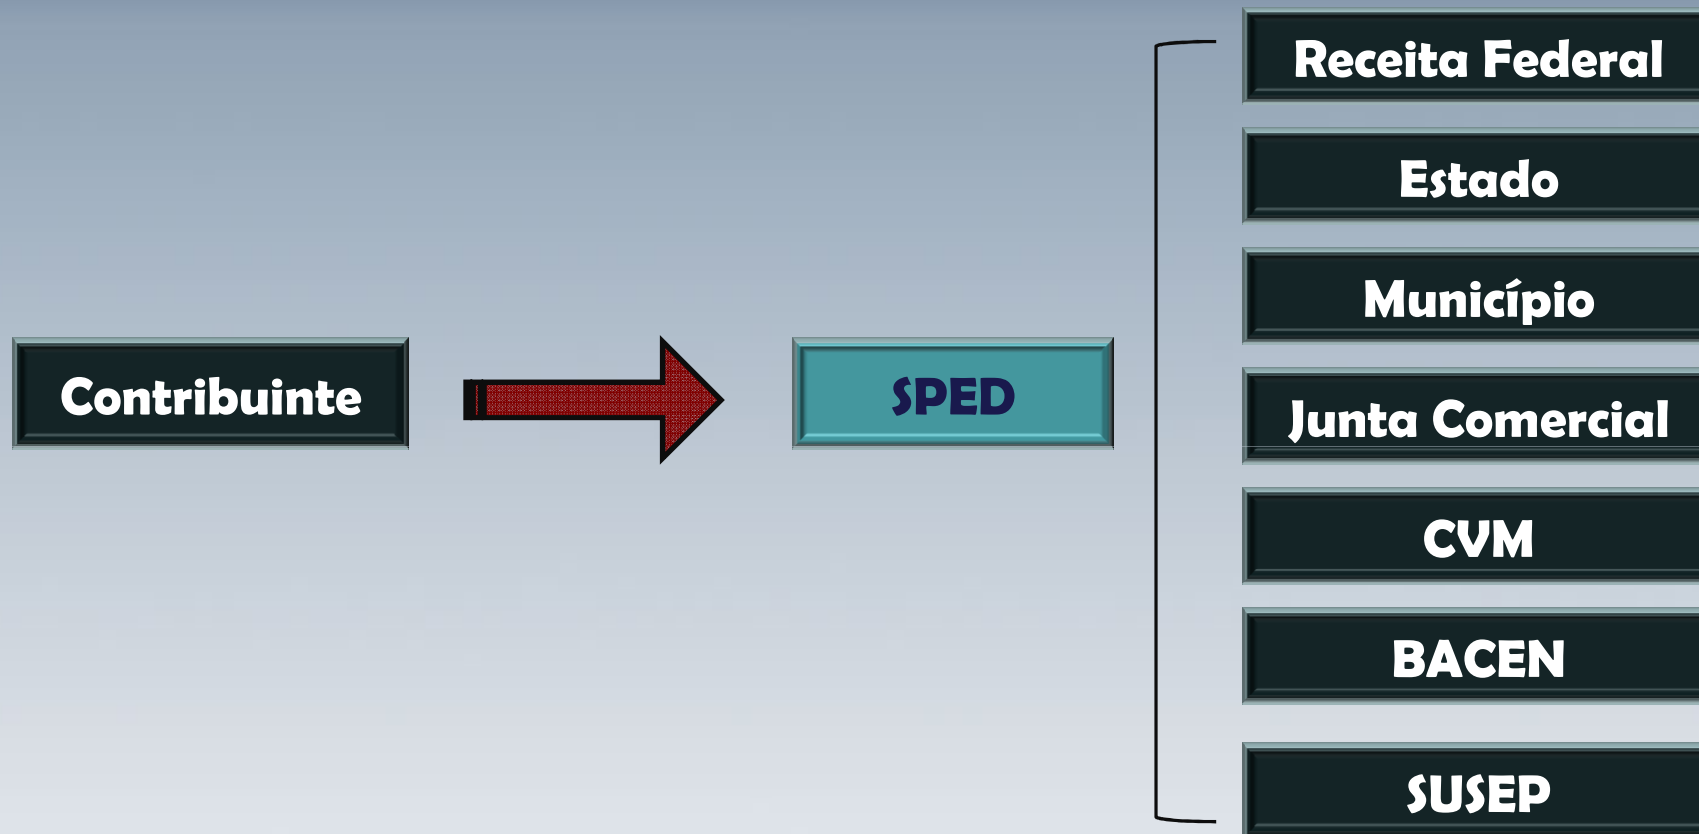 Contribuinte
SPED
Receita Federal
Estado
Município
Junta Comercial
CVM
BACEN
SUSEP